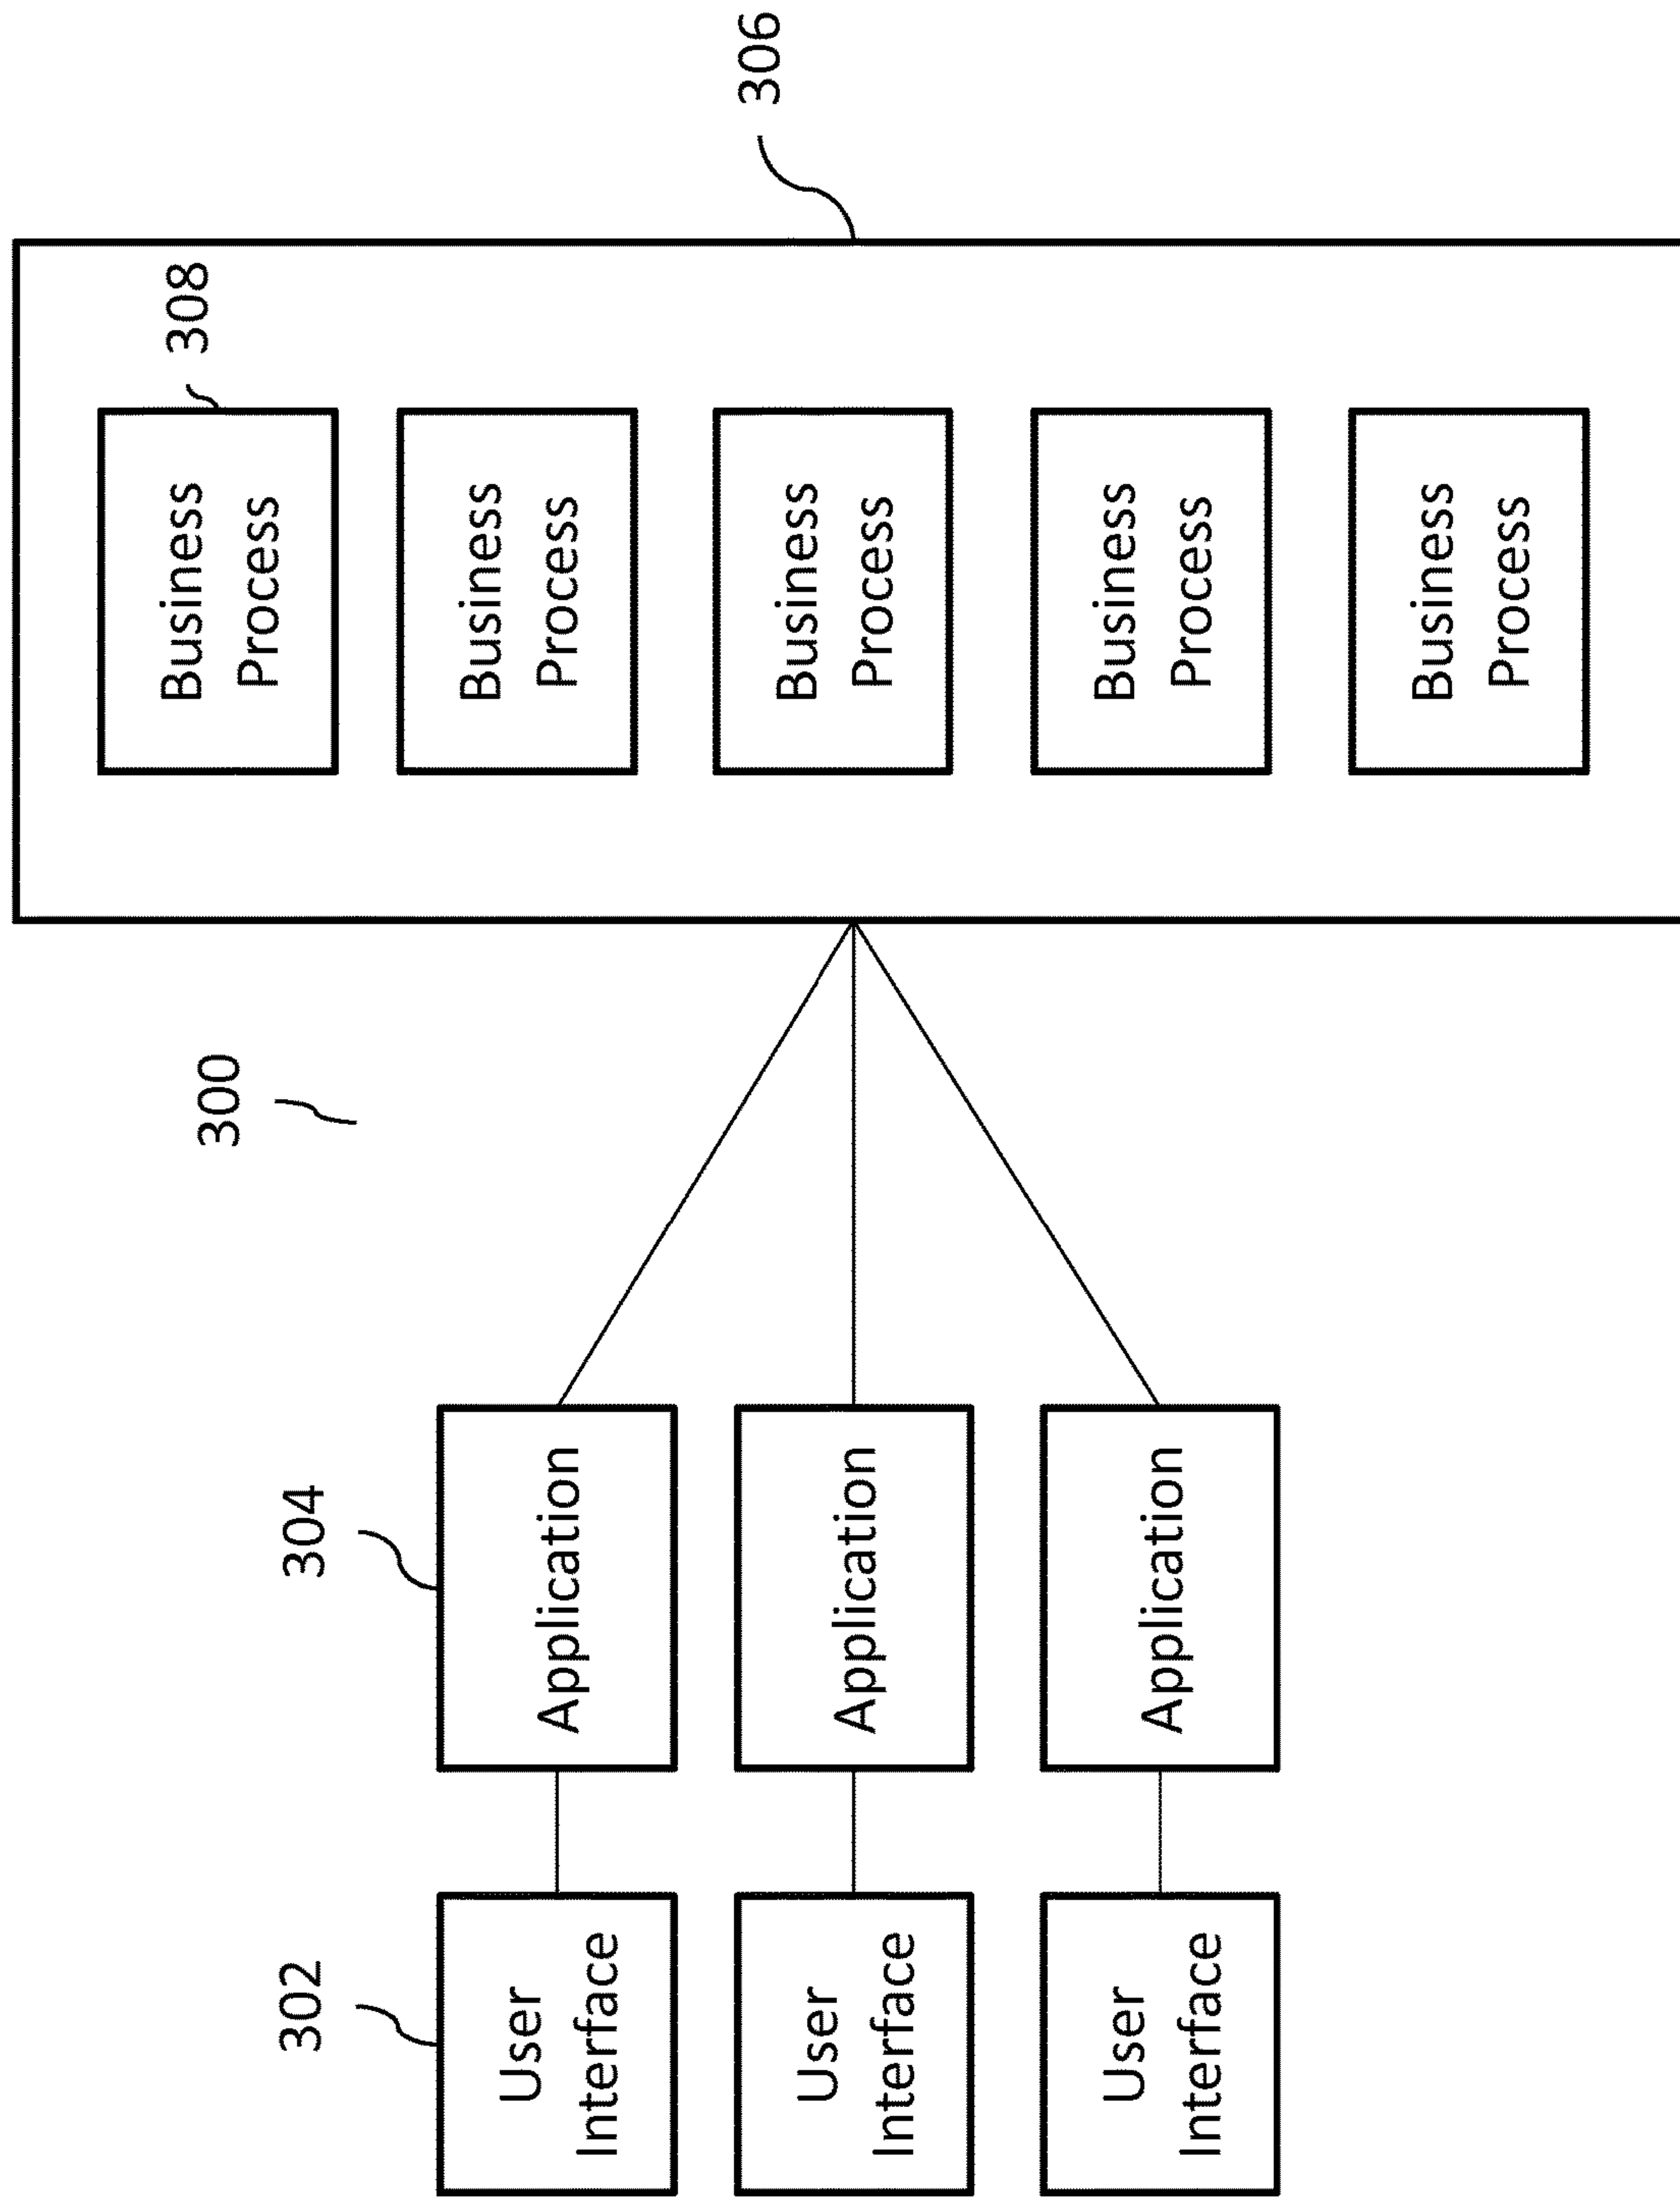 300
302
User
Interface
304
Application
306
308
Business
Process
User
Interface
Application
Business
Process
User
Interface
Application
Business
Process
Business
Process
Business
Process